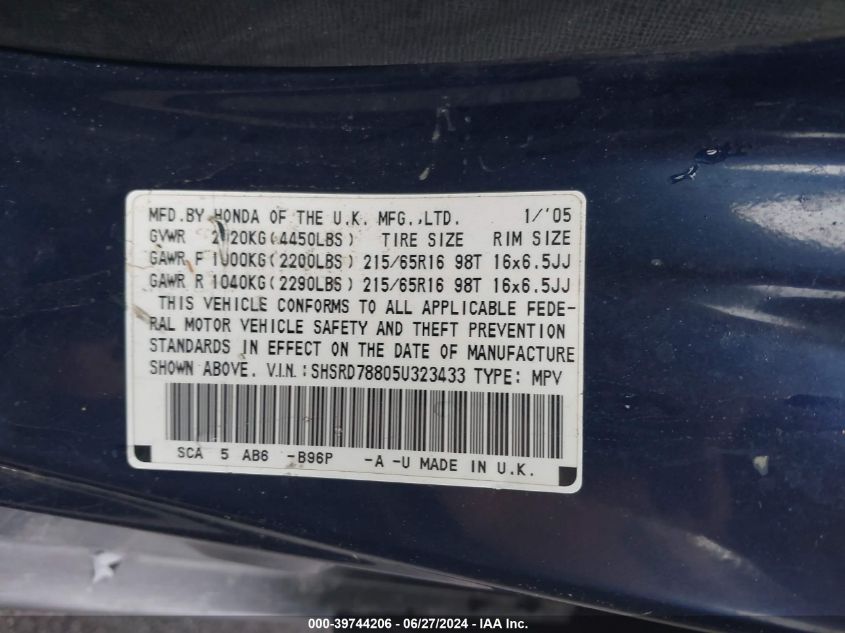 MFD.BY HONDA OF THE U.K. MFG.,LTD. 1/'05
GVWR 2020KG(4450LBS) TIRE SIZE RIM SIZE
GAWR F 1000KG(2200LBS) 215/65R16 98T 16x6.5JJ
GAWR R 1040KG(2290LBS) 215/65R16 98T 16x6.5JJ
THIS VEHICLE CONFORMS TO ALL APPLICABLE FEDE-
RAL MOTOR VEHICLE SAFETY AND THEFT PREVENTION
STANDARDS IN EFFECT ON THE DATE OF MANUFACTURE
SHOWN ABOVE. V.I.N.:SHSRD78805U323433 TYPE: MPV
SCA 5 AB6 -B96P -A -U MADE IN U.K.
000-39744206 - 06/27/2024 - IAA Inc.